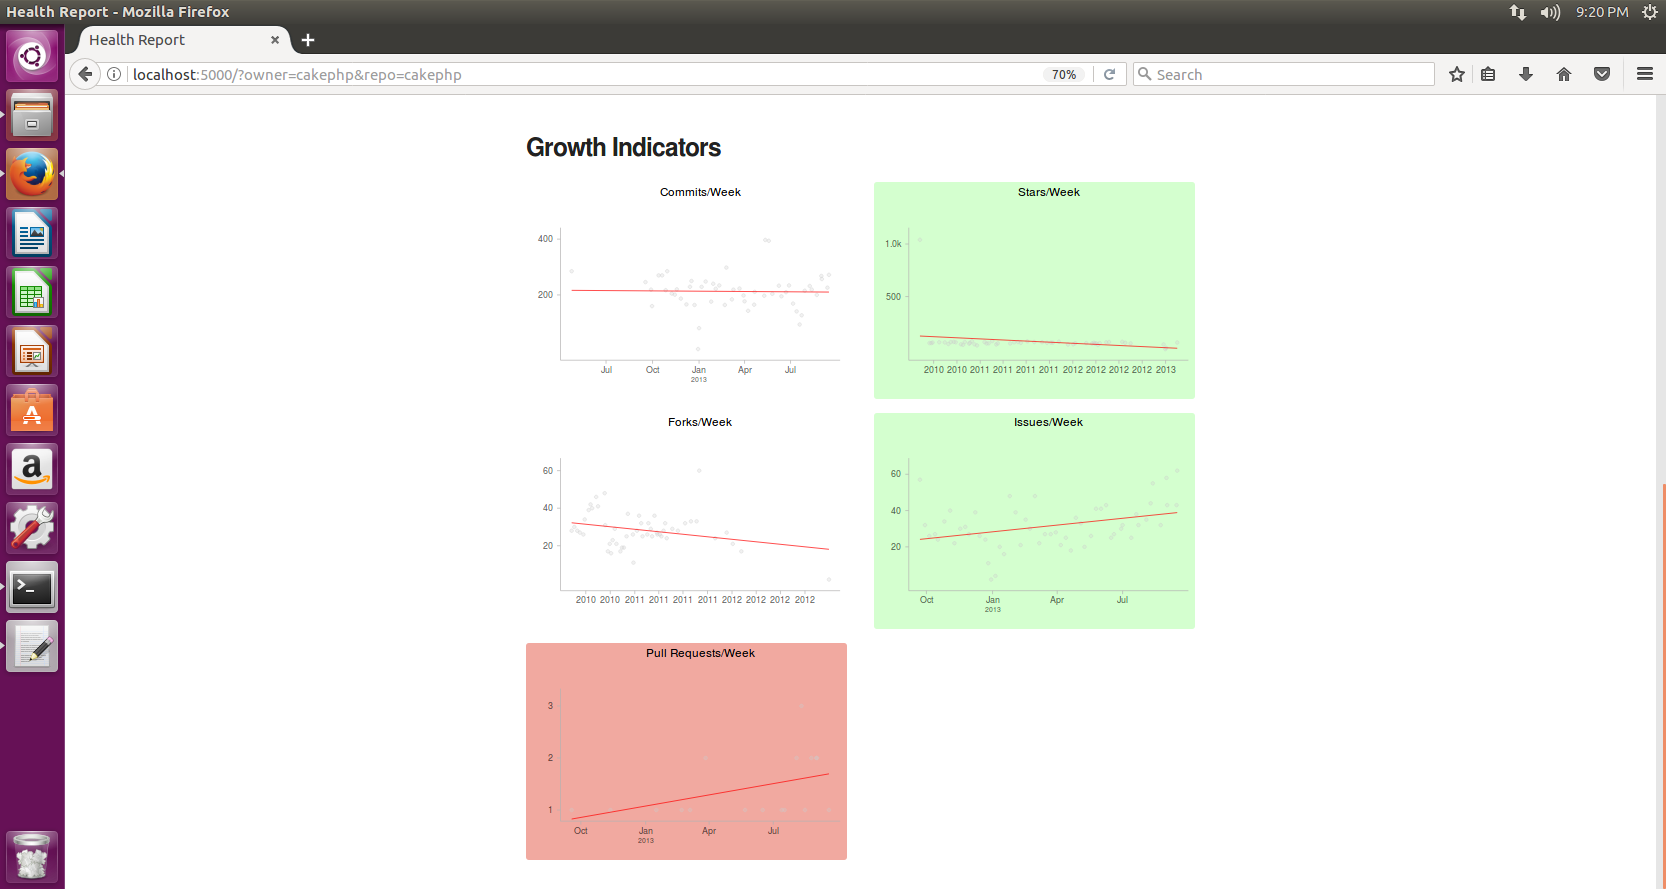 Health Report - Mozilla Firefox
9:20 PM
Health Report
localhost:5000/?owner=cakephp&repo=cakephp
70%
Search
Growth Indicators
Commits/Week
400
200
Jul Oct Jan Apr Jul
2013
Stars/Week
1.0k
500
2010 2010 2011 2011 2011 2011 2012 2012 2012 2012 2013
Forks/Week
60
40
20
2010 2010 2011 2011 2011 2011 2012 2012 2012 2012
Issues/Week
60
40
20
Oct Jan Apr Jul
2013
Pull Requests/Week
3
2
1
Oct Jan Apr Jul
2013